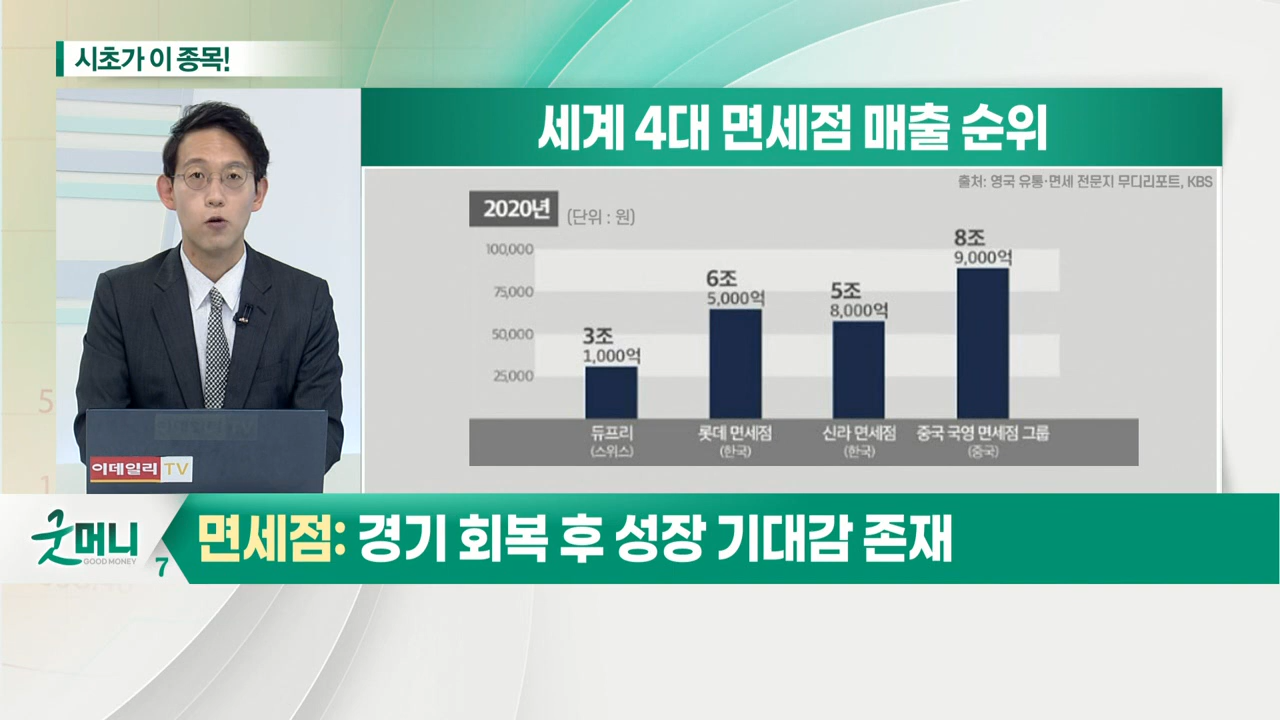 시초가 이 종목!
세계 4대 면세점 매출 순위
출처: 영국 유통·면세 전문지 무디리포트, KBS
2020년 (단위 : 원)
100,000
75,000
50,000
25,000
3조
1,000억
6조
5,000억
5조
8,000억
8조
9,000억
듀프리
(스위스)
롯데 면세점
(한국)
신라 면세점
(한국)
중국 국영 면세점 그룹
(중국)
이데일리 TV
굿머니
GOOD MONEY
7
면세점: 경기 회복 후 성장 기대감 존재